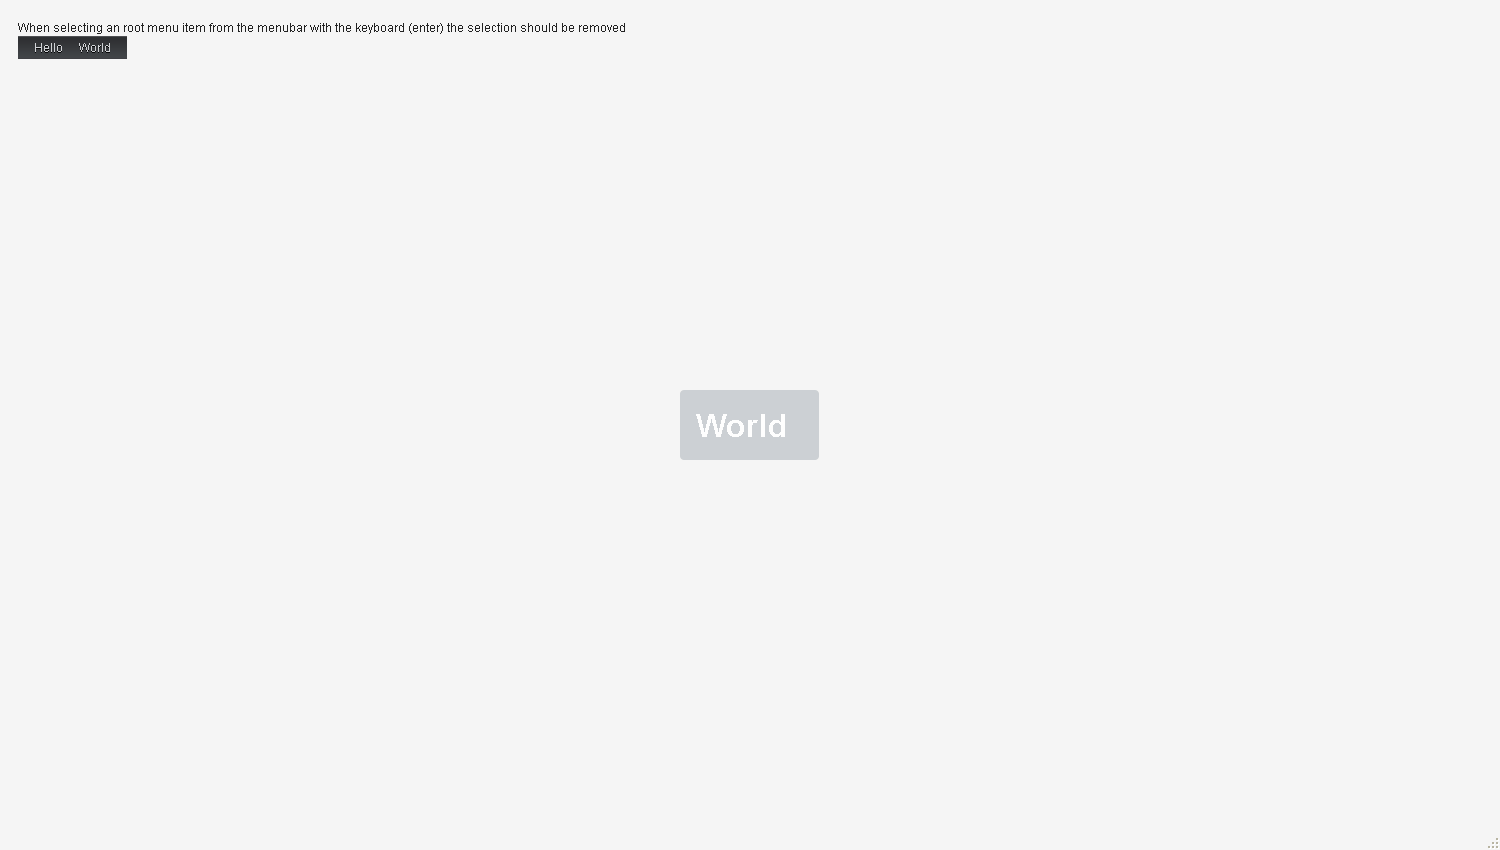 When selecting an root menu item from the menubar with the keyboard (enter) the selection should be removed
Hello World
World